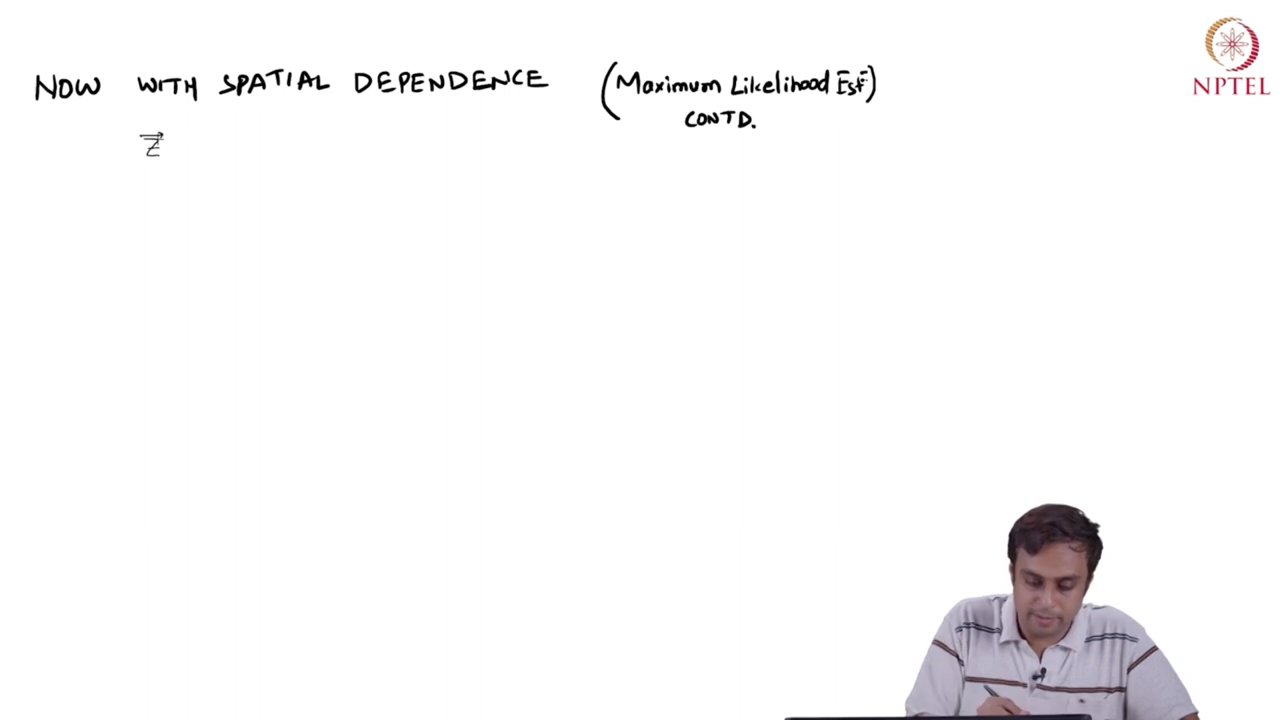 NOW WITH SPATIAL DEPENDENCE (Maximum Likelihood Est)
CONTD.
Z⃗
NPTEL